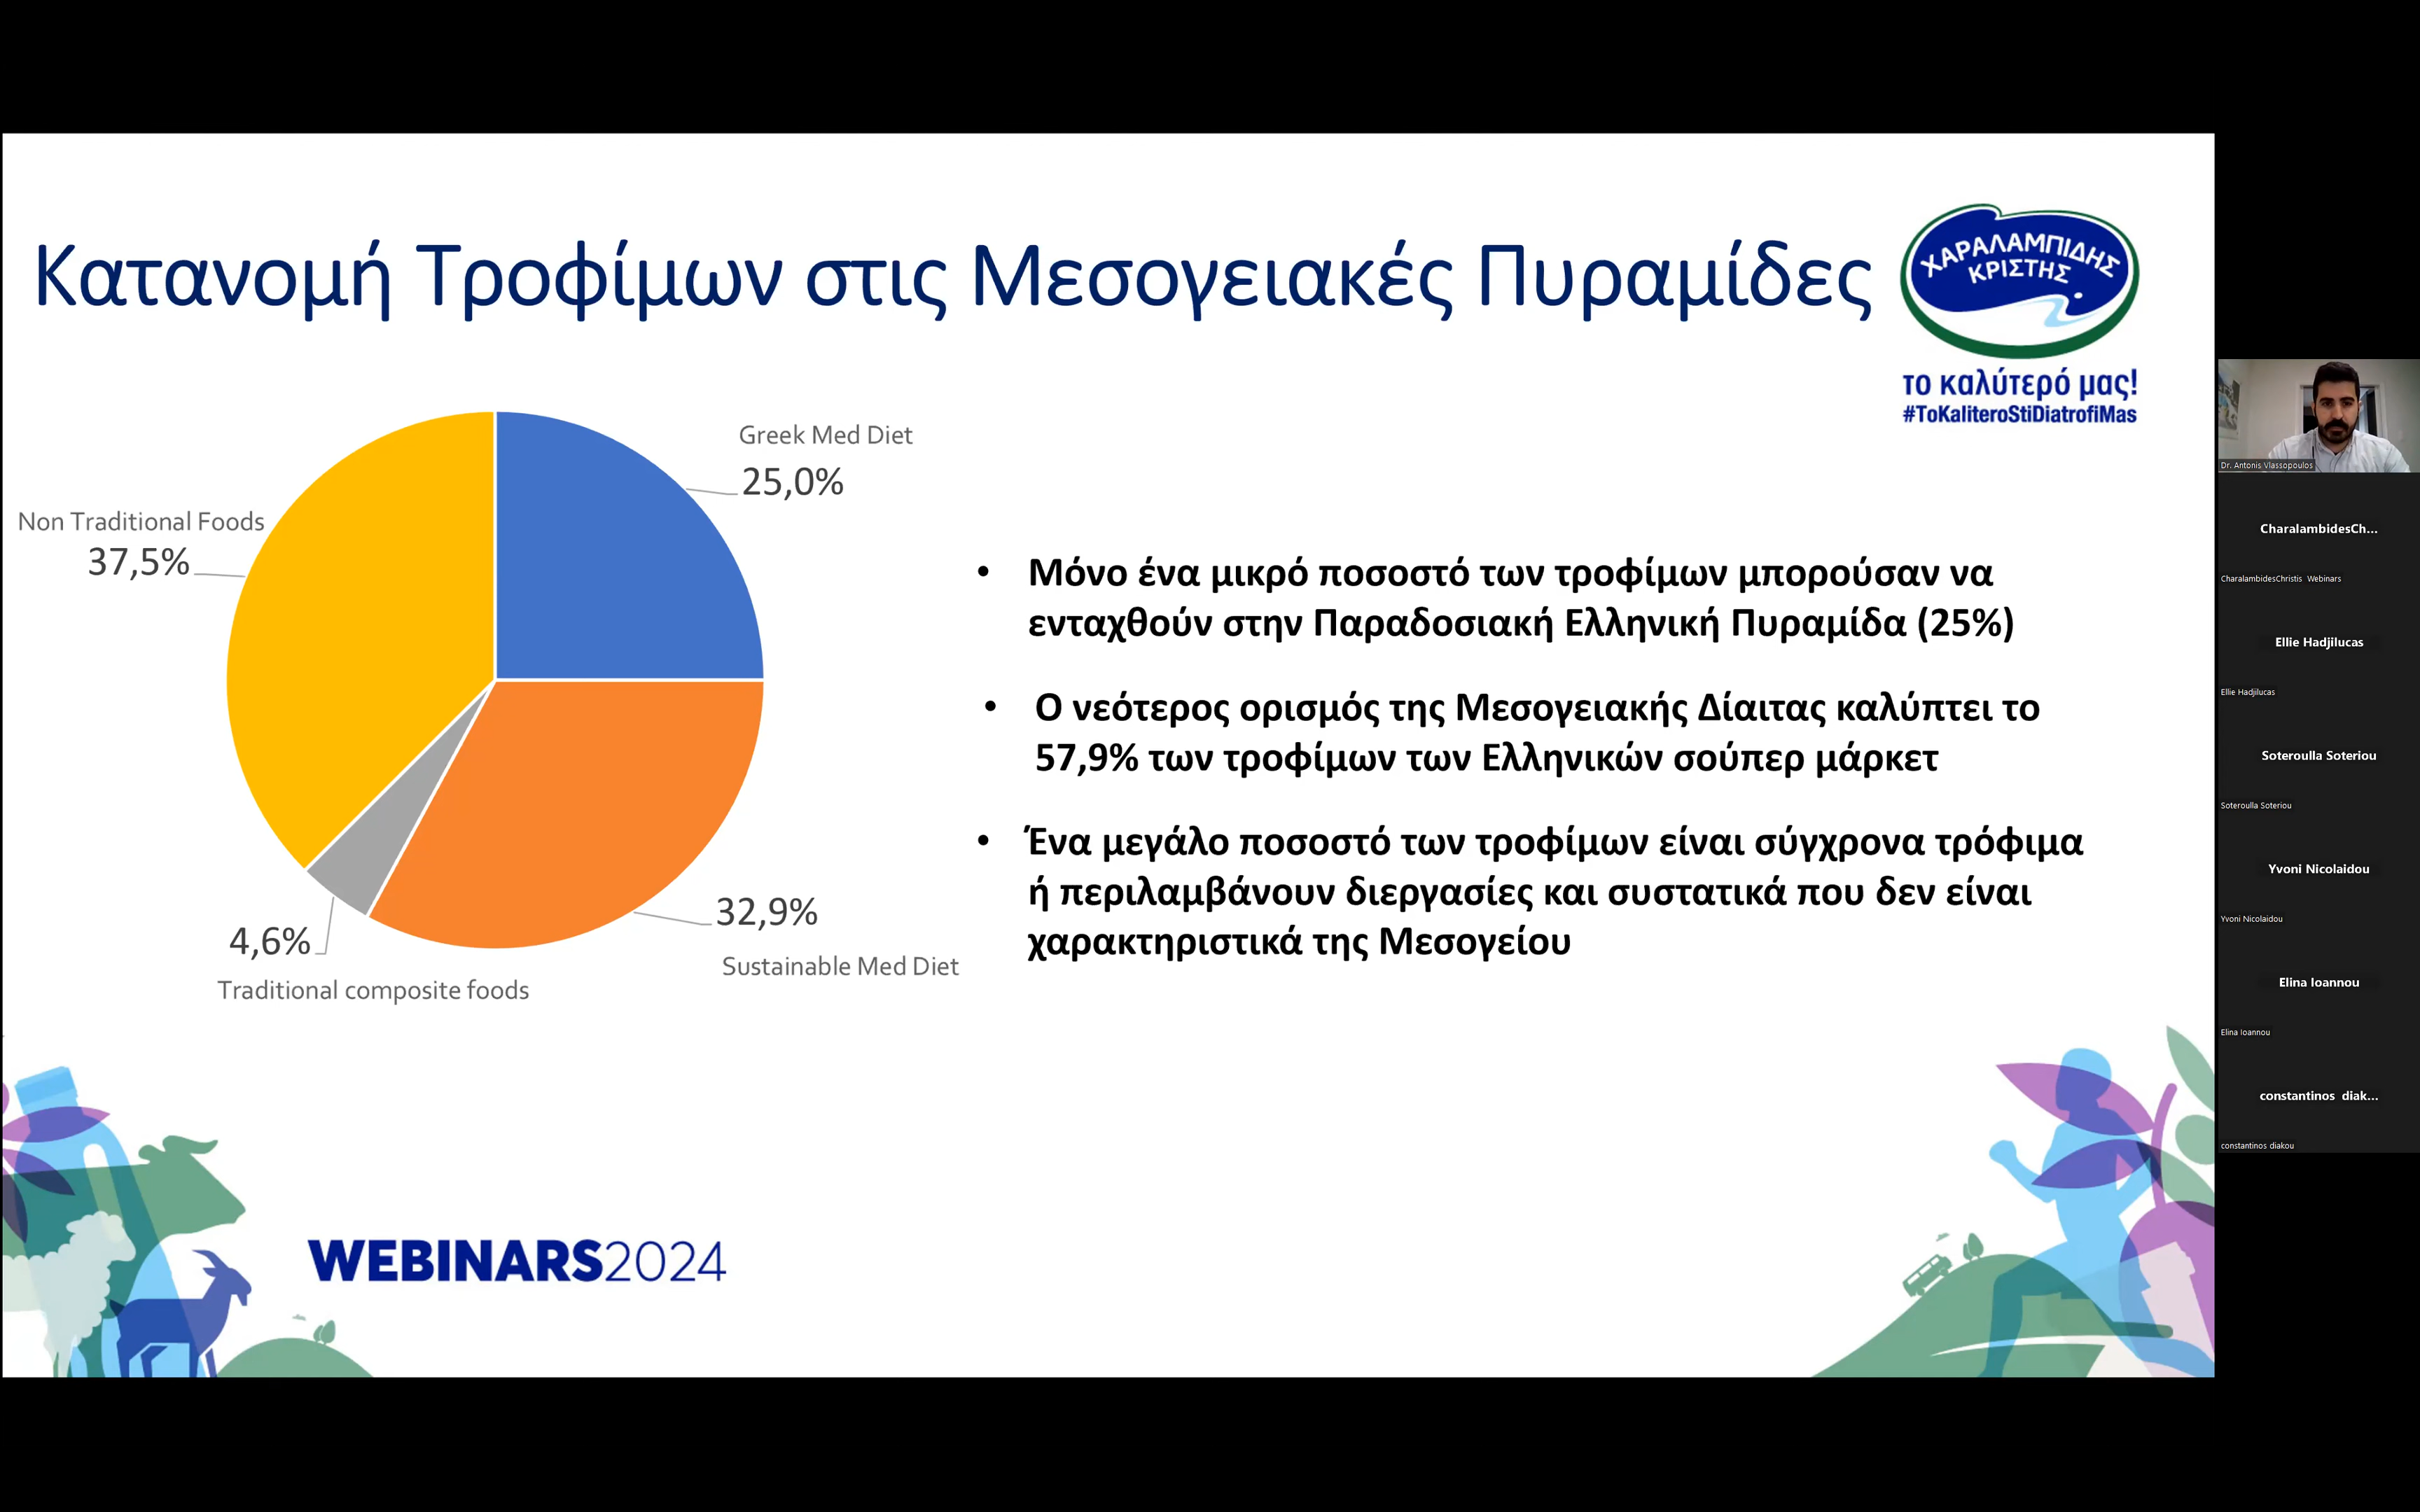 Κατανομή Τροφίμων στις Μεσογειακές Πυραμίδες
ΧΑΡΑΛΑΜΠΙΔΗΣ
ΚΡΙΣΤΗΣ
το καλύτερό μας!
#ToKaliteroStiDiatrofiMas
Greek Med Diet
25,0%
Non Traditional Foods
37,5%
32,9%
Sustainable Med Diet
4,6%
Traditional composite foods
• Μόνο ένα μικρό ποσοστό των τροφίμων μπορούσαν να
ενταχθούν στην Παραδοσιακή Ελληνική Πυραμίδα (25%)
• Ο νεότερος ορισμός της Μεσογειακής Δίαιτας καλύπτει το
57,9% των τροφίμων των Ελληνικών σούπερ μάρκετ
• Ένα μεγάλο ποσοστό των τροφίμων είναι σύγχρονα τρόφιμα
ή περιλαμβάνουν διεργασίες και συστατικά που δεν είναι
χαρακτηριστικά της Μεσογείου
WEBINARS2024
Dr. Antonis Vlassopoulos
CharalambidesCh...
CharalambidesChristis Webinars
Ellie Hadjilucas
Ellie Hadjilucas
Soteroulla Soteriou
Soteroulla Soteriou
Yvoni Nicolaidou
Yvoni Nicolaidou
Elina Ioannou
Elina Ioannou
constantinos diak...
constantinos diakou